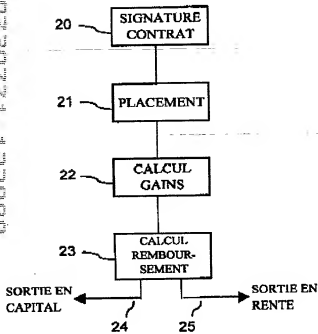 20
SIGNATURE
CONTRAT
21
PLACEMENT
22
CALCUL
GAINS
23
CALCUL
REMBOUR-
SEMENT
SORTIE EN
CAPITAL
24
25
SORTIE EN
RENTE